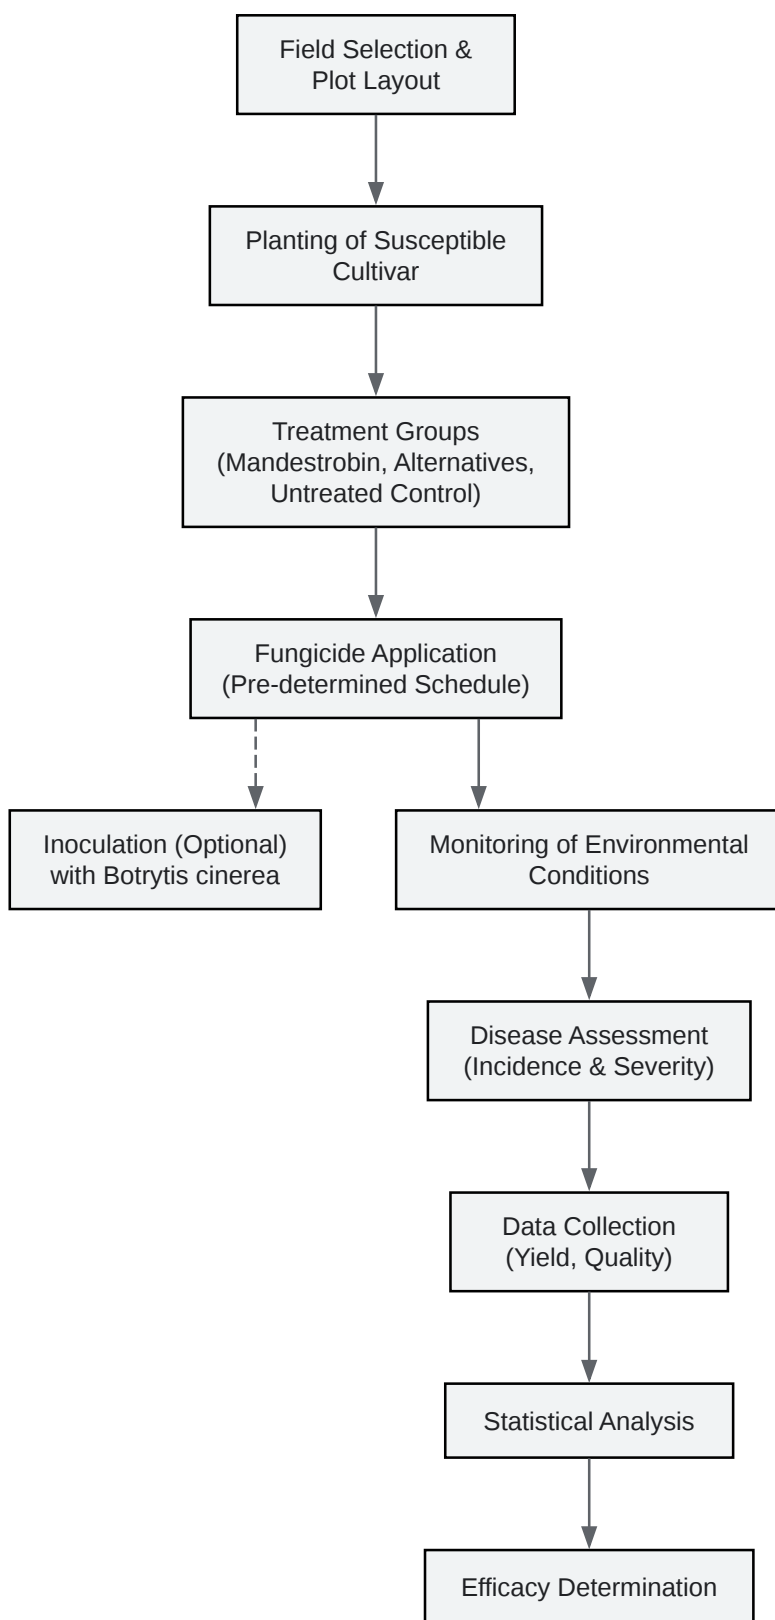 Field Selection &
Plot Layout
Planting of Susceptible
Cultivar
Treatment Groups
(Mandestrobin, Alternatives,
Untreated Control)
Fungicide Application
(Pre-determined Schedule)
Inoculation (Optional)
with Botrytis cinerea
Monitoring of Environmental
Conditions
Disease Assessment
(Incidence & Severity)
Data Collection
(Yield, Quality)
Statistical Analysis
Efficacy Determination